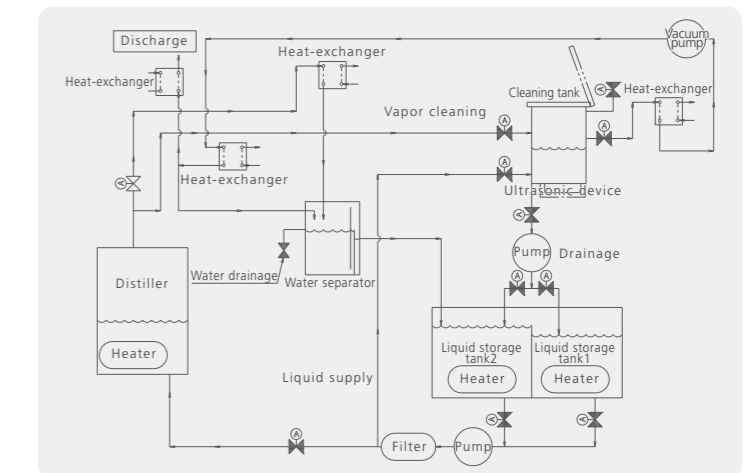 Discharge
Vacuum
pump
Heat-exchanger
Heat-exchanger
Cleaning tank
A
Heat-exchanger
Vapor cleaning
A
A
A
Heat-exchanger
A
Ultrasonic device
A
Distiller
Water drainage
Water separator
Pump
Drainage
A
A
Heater
Liquid supply
Liquid storage
tank2
Liquid storage
tank1
Heater
Heater
A
A
A
Filter
Pump